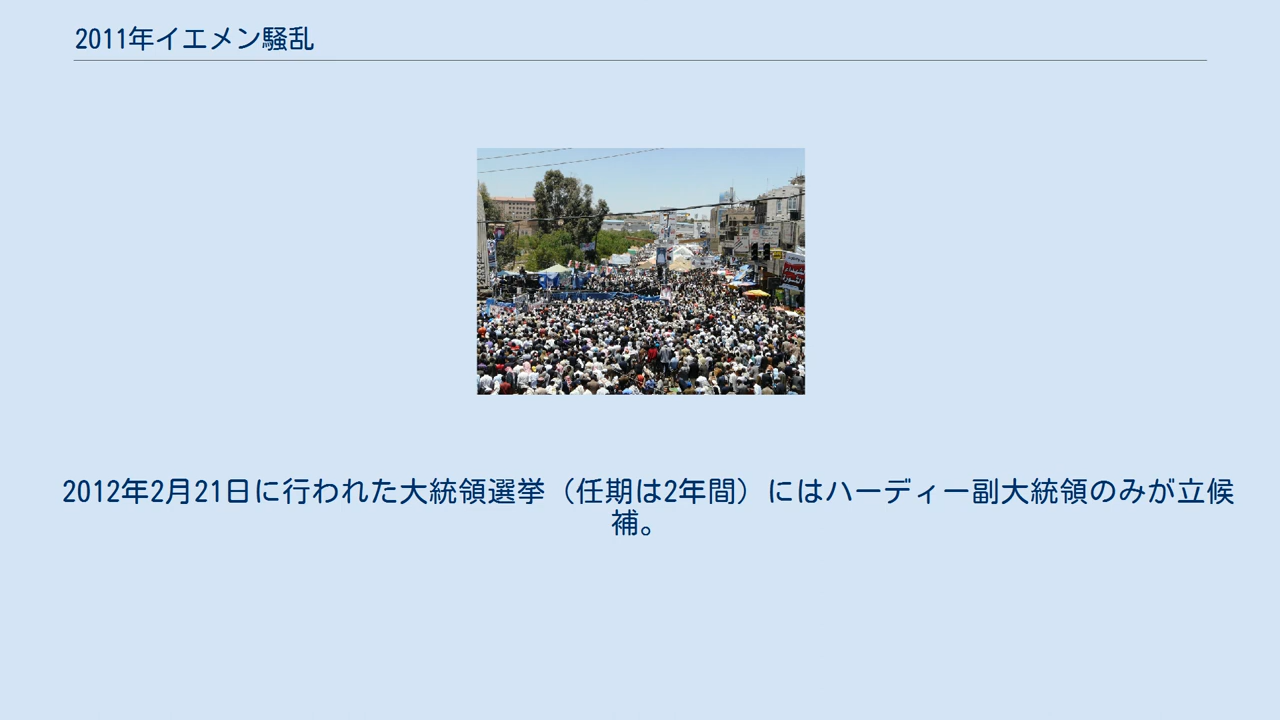 2011年イエメン騒乱
2012年2月21日に行われた大統領選挙（任期は2年間）にはハーディー副大統領のみが立候
補。